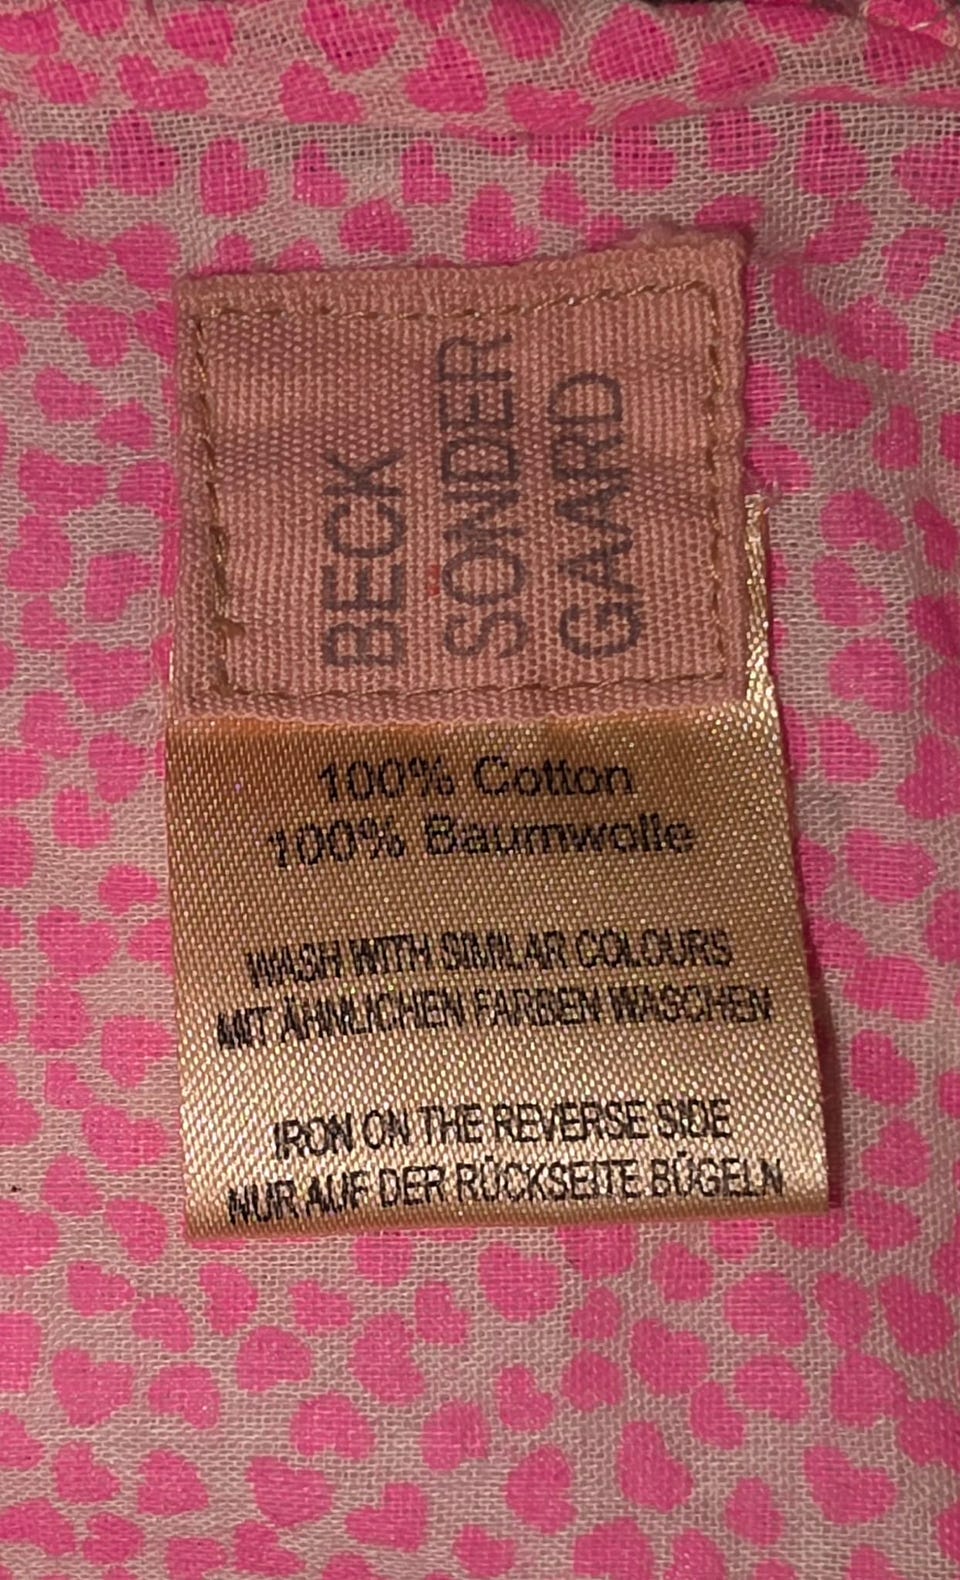 BECK
SONDER
GAARD
100% Cotton
100% Baumwolle
WASH WITH SIMILAR COLOURS
MIT ÄHNLICHEN FARBEN WASCHEN
IRON ON THE REVERSE SIDE
NUR AUF DER RÜCKSEITE BÜGELN